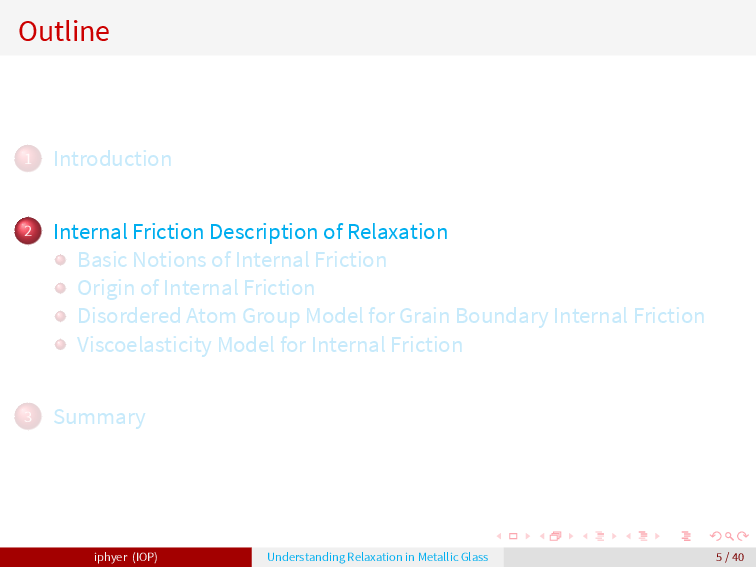 Outline
1 Introduction
2 Internal Friction Description of Relaxation
Basic Notions of Internal Friction
Origin of Internal Friction
Disordered Atom Group Model for Grain Boundary Internal Friction
Viscoelasticity Model for Internal Friction
3 Summary
iphyer (IOP) Understanding Relaxation in Metallic Glass 5 / 40